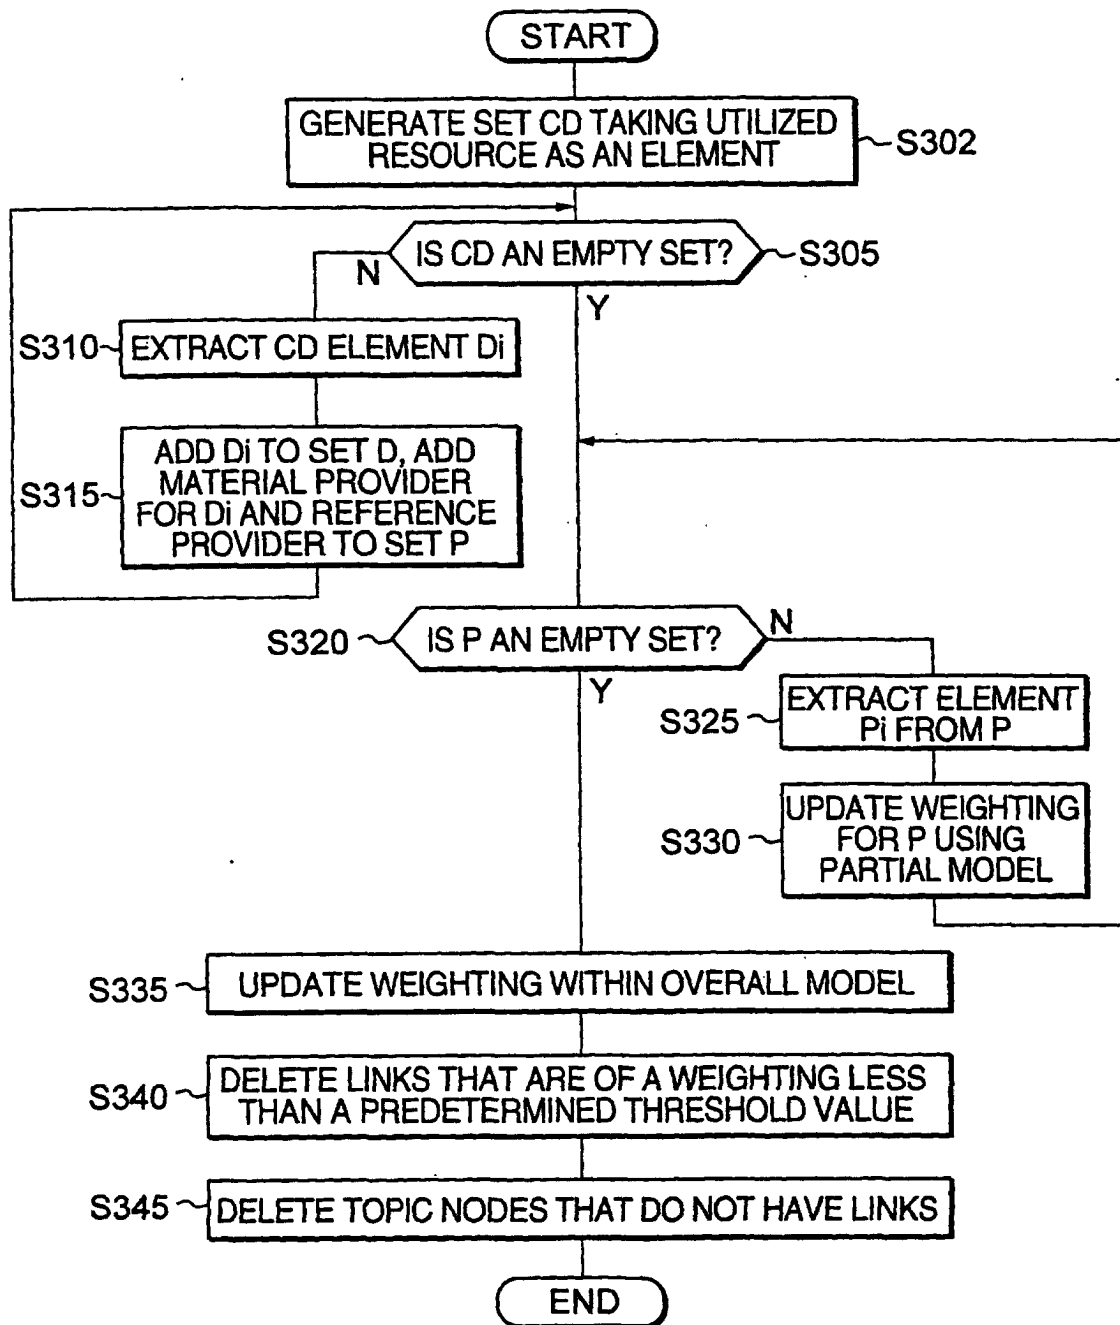 START
GENERATE SET CD TAKING UTILIZED
RESOURCE AS AN ELEMENT
S302
IS CD AN EMPTY SET?
S305
N
Y
S310
EXTRACT CD ELEMENT Di
S315
ADD Di TO SET D, ADD
MATERIAL PROVIDER
FOR Di AND REFERENCE
PROVIDER TO SET P
S320
IS P AN EMPTY SET?
N
Y
S325
EXTRACT ELEMENT
Pi FROM P
S330
UPDATE WEIGHTING
FOR P USING
PARTIAL MODEL
S335
UPDATE WEIGHTING WITHIN OVERALL MODEL
S340
DELETE LINKS THAT ARE OF A WEIGHTING LESS
THAN A PREDETERMINED THRESHOLD VALUE
S345
DELETE TOPIC NODES THAT DO NOT HAVE LINKS
END